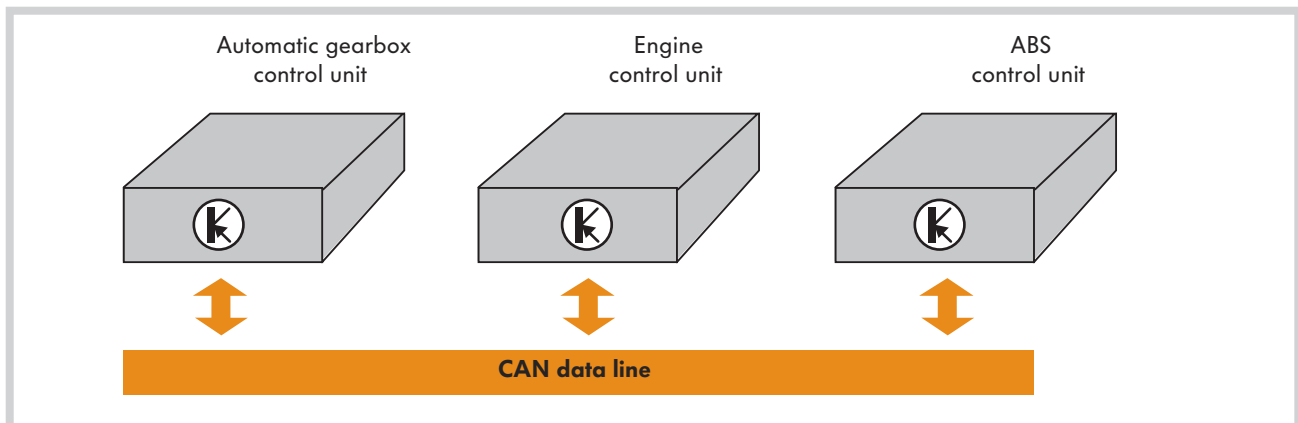 Automatic gearbox
control unit
Engine
control unit
ABS
control unit
CAN data line